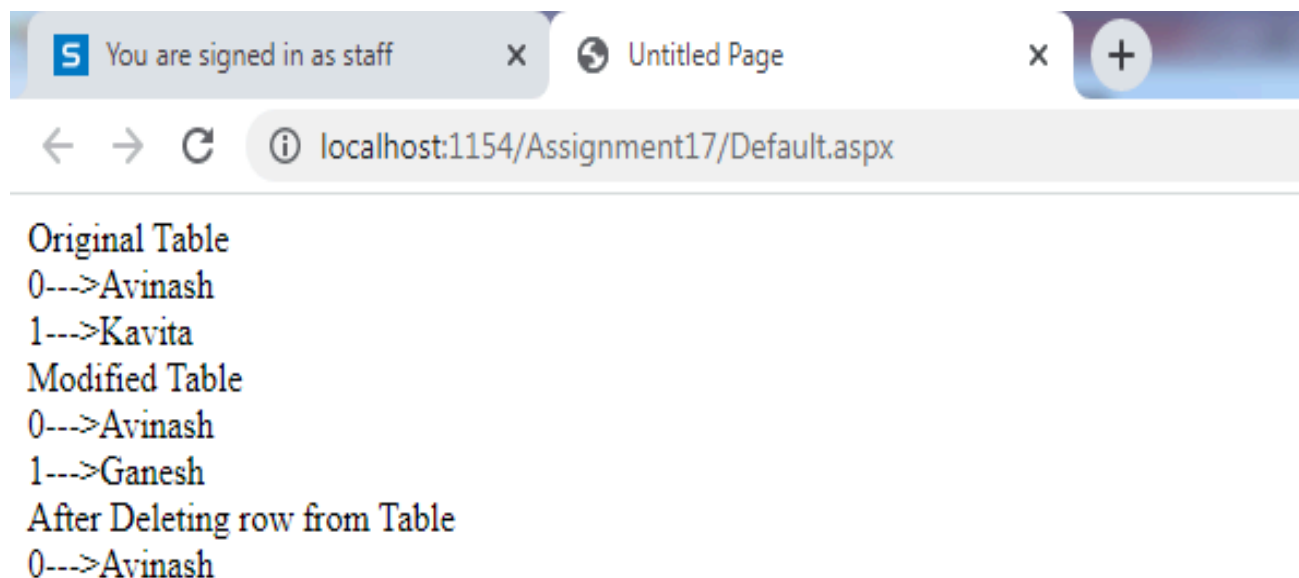 S You are signed in as staff
Untitled Page
localhost:1154/Assignment17/Default.aspx
Original Table
0--->Avinash
1--->Kavita
Modified Table
0--->Avinash
1--->Ganesh
After Deleting row from Table
0--->Avinash